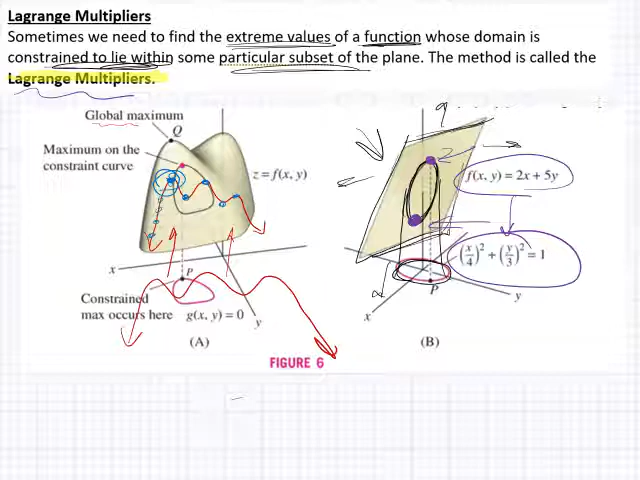 Lagrange Multipliers
Sometimes we need to find the extreme values of a function whose domain is
constrained to lie within some particular subset of the plane. The method is called the
Lagrange Multipliers.
Global maximum
Q
Maximum on the
constraint curve
z = f(x, y)
x
P
Constrained
max occurs here
g(x, y) = 0
y
(A)
f(x, y) = 2x + 5y
(x/4)² + (y/3)² = 1
P
y
x
(B)
FIGURE 6